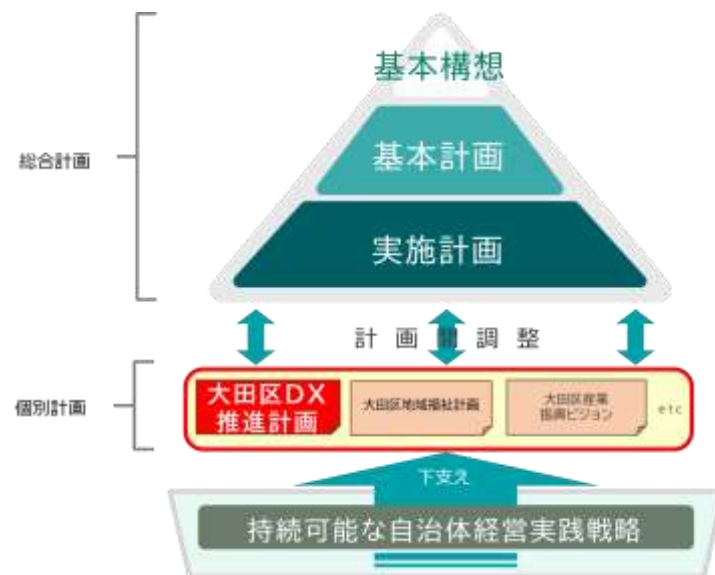 基本構想
総合計画
基本計画
実施計画
計画間調整
個別計画
大田区DX
推進計画
大田区地域福祉計画
大田区産業
振興ビジョン
etc
下支え
持続可能な自治体経営実践戦略